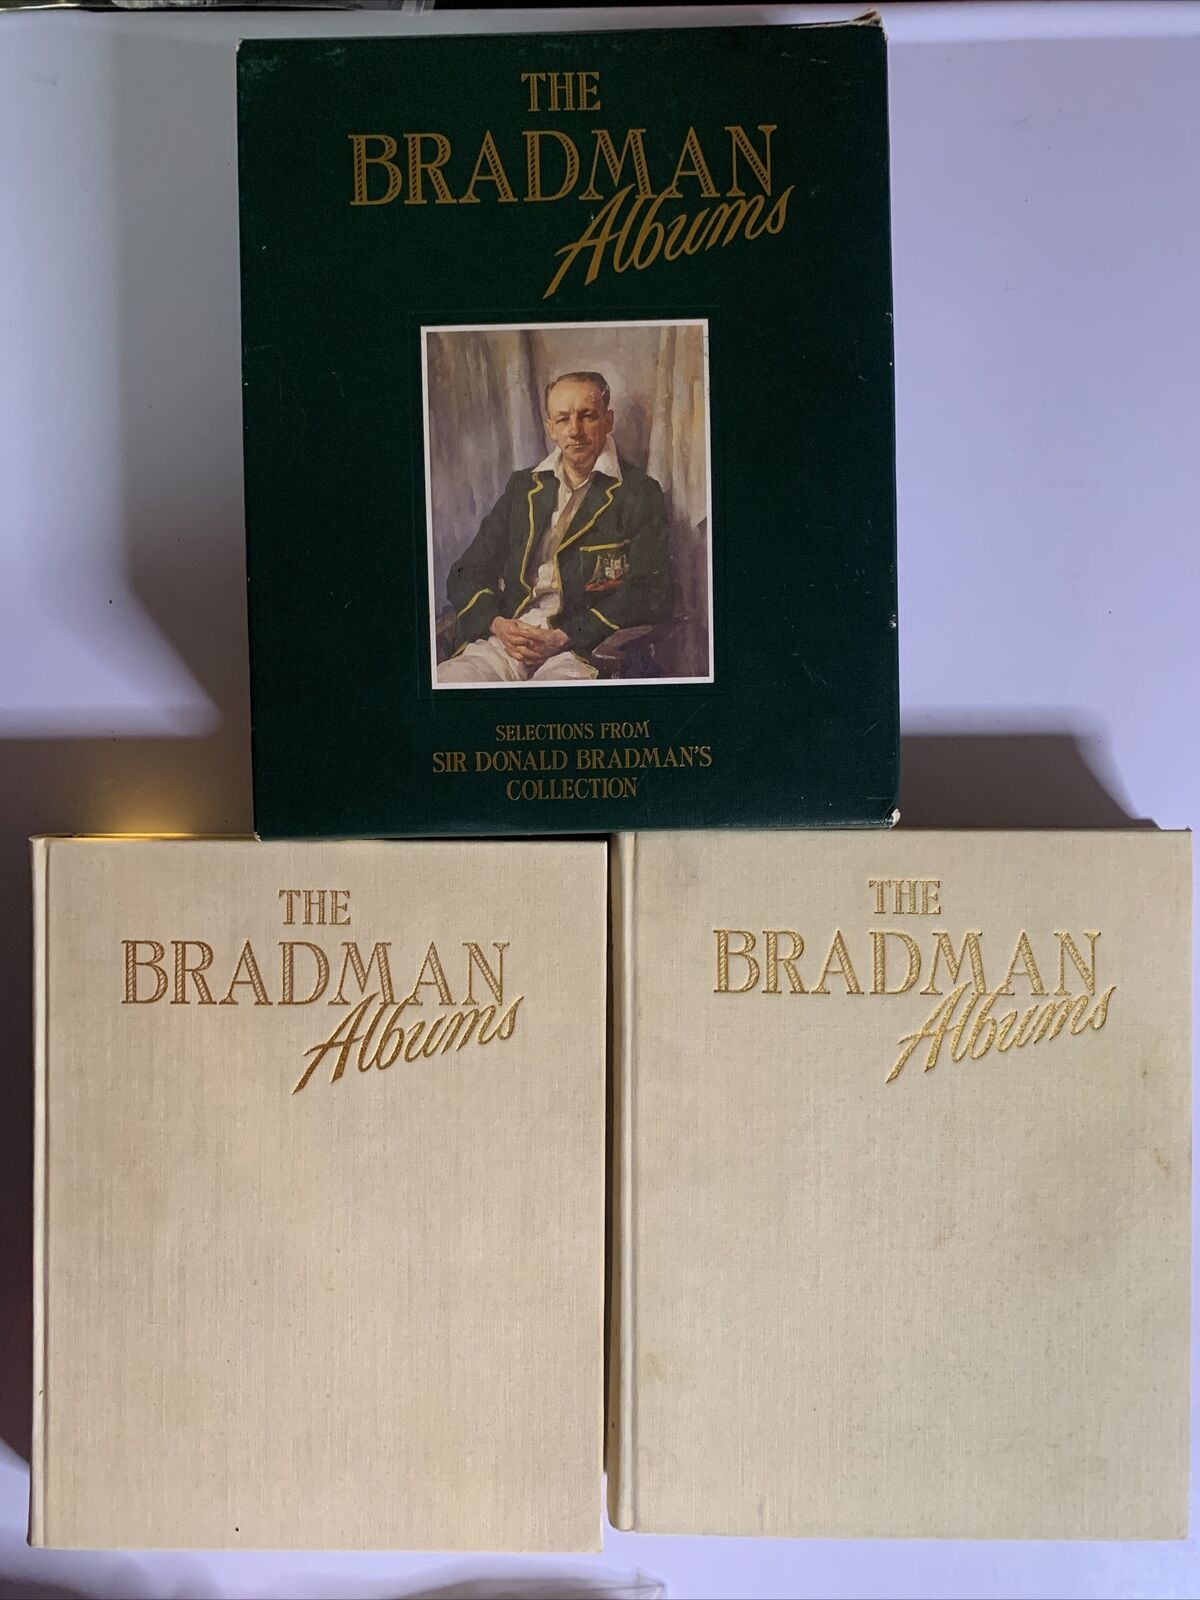 THE
BRADMAN
Albums
SELECTIONS FROM
SIR DONALD BRADMAN'S
COLLECTION
THE
BRADMAN
Albums
THE
BRADMAN
Albums